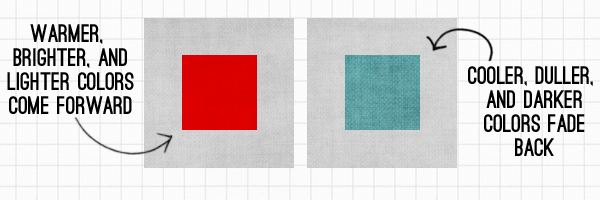 WARMER,
BRIGHTER, AND
LIGHTER COLORS
COME FORWARD
COOLER, DULLER,
AND DARKER
COLORS FADE
BACK